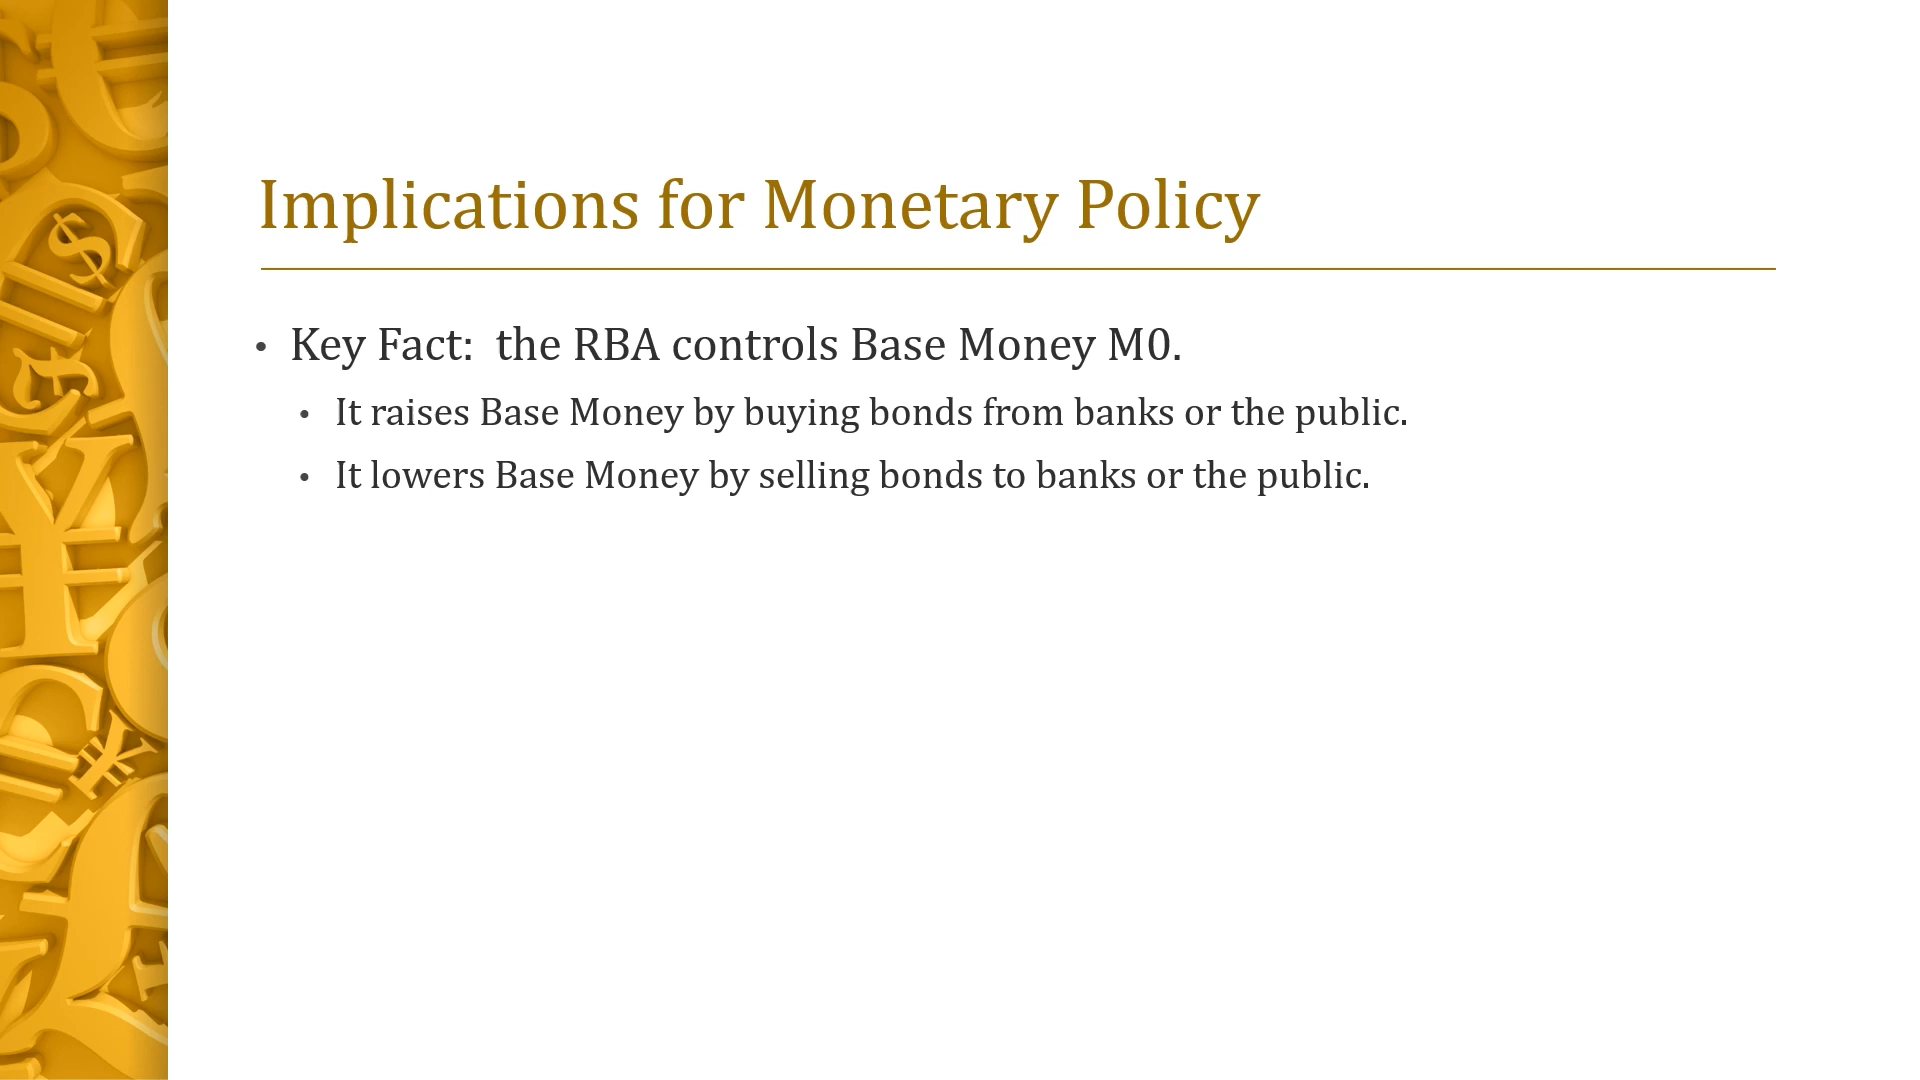 Implications for Monetary Policy
• Key Fact:  the RBA controls Base Money M0.
• It raises Base Money by buying bonds from banks or the public.
• It lowers Base Money by selling bonds to banks or the public.